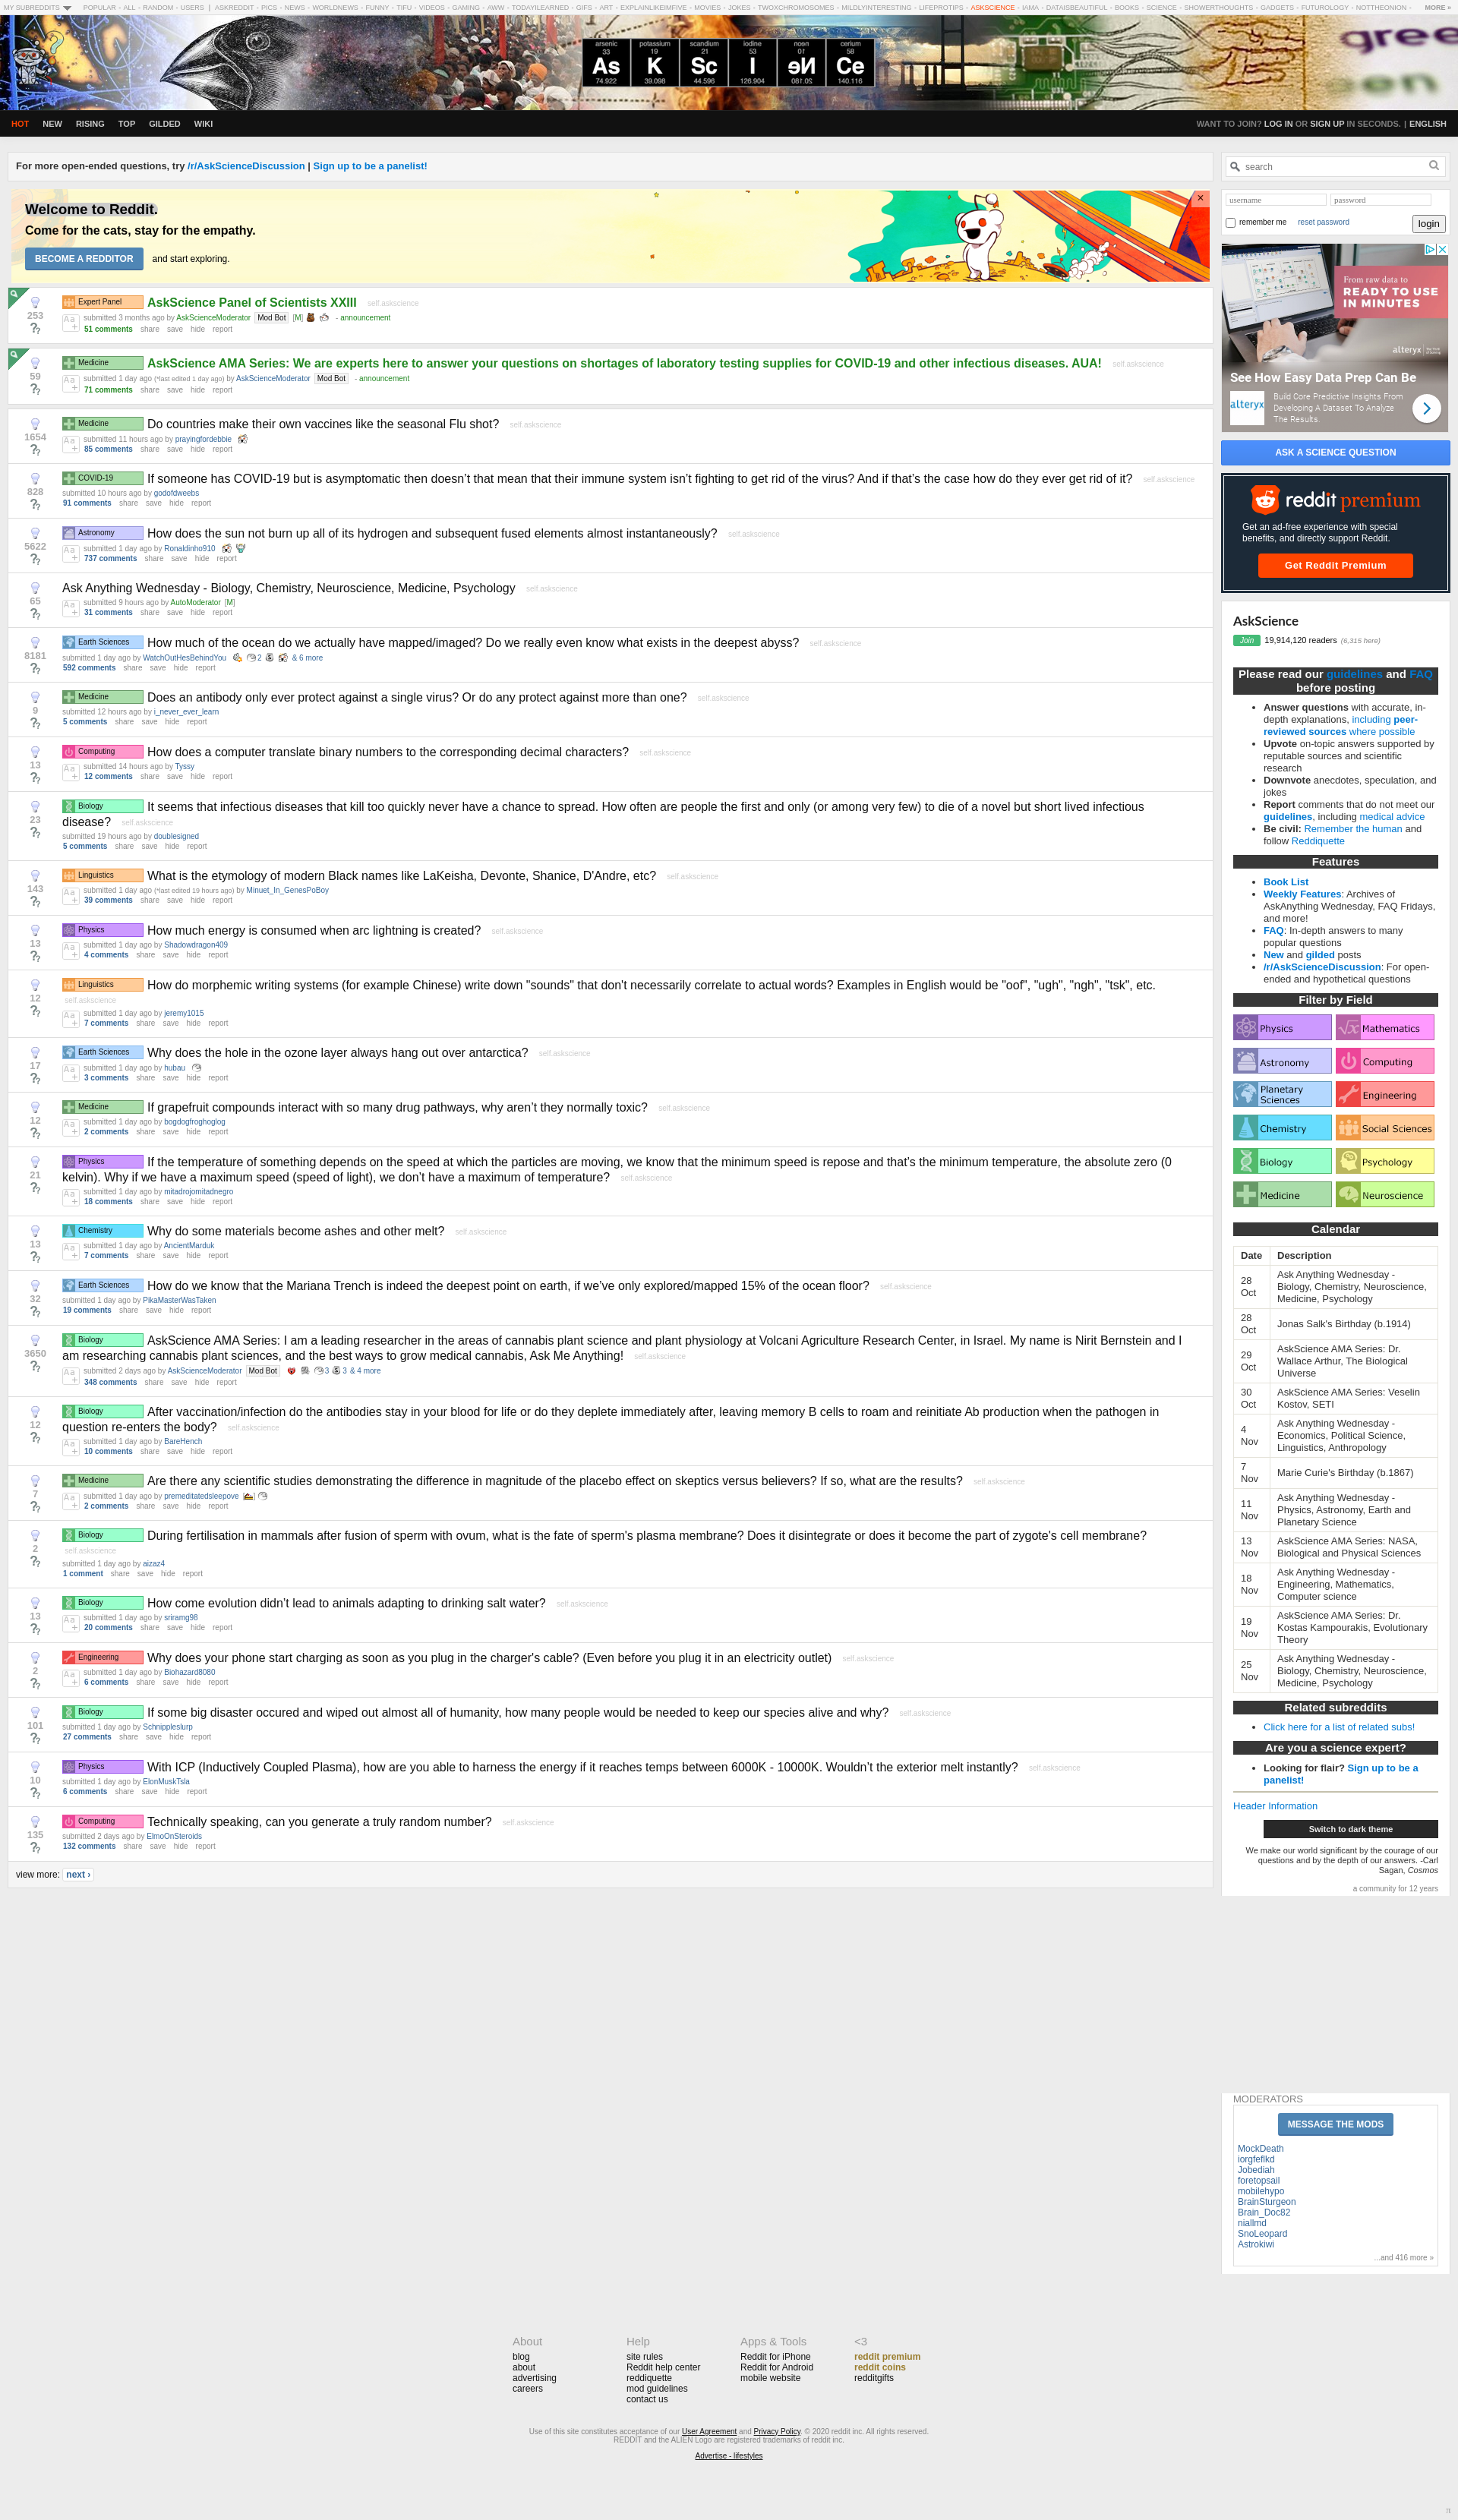 MY SUBREDDITS POPULAR - ALL - RANDOM - USERS | ASKREDDIT - PICS - NEWS - WORLDNEWS - FUNNY - TIFU - VIDEOS - GAMING - AWW - TODAYILEARNED - GIFS - ART - EXPLAINLIKEIMFIVE - MOVIES - JOKES - TWOXCHROMOSOMES - MILDLYINTERESTING - LIFEPROTIPS - ASKSCIENCE - IAMA - DATAISBEAUTIFUL - BOOKS - SCIENCE - SHOWERTHOUGHTS - GADGETS - FUTUROLOGY - NOTTHEONION - MORE »
arsenic potassium scandium iodine neon cerium
33 19 21 53 10 58
As K Sc I Ne Ce
74.922 39.098 44.596 126.904 20.180 140.116
HOT NEW RISING TOP GILDED WIKI
WANT TO JOIN? LOG IN OR SIGN UP IN SECONDS. | ENGLISH
For more open-ended questions, try /r/AskScienceDiscussion | Sign up to be a panelist!
Welcome to Reddit.
Come for the cats, stay for the empathy.
BECOME A REDDITOR and start exploring.
×
253
Expert Panel AskScience Panel of Scientists XXIII self.askscience
submitted 3 months ago by AskScienceModerator Mod Bot [M] - announcement
51 comments share save hide report
59
Medicine AskScience AMA Series: We are experts here to answer your questions on shortages of laboratory testing supplies for COVID-19 and other infectious diseases. AUA! self.askscience
submitted 1 day ago (*last edited 1 day ago) by AskScienceModerator Mod Bot - announcement
71 comments share save hide report
1654
Medicine Do countries make their own vaccines like the seasonal Flu shot? self.askscience
submitted 11 hours ago by prayingfordebbie
85 comments share save hide report
828
COVID-19 If someone has COVID-19 but is asymptomatic then doesn't that mean that their immune system isn't fighting to get rid of the virus? And if that's the case how do they ever get rid of it? self.askscience
submitted 10 hours ago by godofdweebs
91 comments share save hide report
5622
Astronomy How does the sun not burn up all of its hydrogen and subsequent fused elements almost instantaneously? self.askscience
submitted 1 day ago by Ronaldinho910
737 comments share save hide report
65
Ask Anything Wednesday - Biology, Chemistry, Neuroscience, Medicine, Psychology self.askscience
submitted 9 hours ago by AutoModerator [M]
31 comments share save hide report
8181
Earth Sciences How much of the ocean do we actually have mapped/imaged? Do we really even know what exists in the deepest abyss? self.askscience
submitted 1 day ago by WatchOutHesBehindYou 2 & 6 more
592 comments share save hide report
9
Medicine Does an antibody only ever protect against a single virus? Or do any protect against more than one? self.askscience
submitted 12 hours ago by i_never_ever_learn
5 comments share save hide report
13
Computing How does a computer translate binary numbers to the corresponding decimal characters? self.askscience
submitted 14 hours ago by Tyssy
12 comments share save hide report
23
Biology It seems that infectious diseases that kill too quickly never have a chance to spread. How often are people the first and only (or among very few) to die of a novel but short lived infectious
disease? self.askscience
submitted 19 hours ago by doublesigned
5 comments share save hide report
143
Linguistics What is the etymology of modern Black names like LaKeisha, Devonte, Shanice, D'Andre, etc? self.askscience
submitted 1 day ago (*last edited 19 hours ago) by Minuet_In_GenesPoBoy
39 comments share save hide report
13
Physics How much energy is consumed when arc lightning is created? self.askscience
submitted 1 day ago by Shadowdragon409
4 comments share save hide report
12
Linguistics How do morphemic writing systems (for example Chinese) write down "sounds" that don't necessarily correlate to actual words? Examples in English would be "oof", "ugh", "ngh", "tsk", etc.
self.askscience
submitted 1 day ago by jeremy1015
7 comments share save hide report
17
Earth Sciences Why does the hole in the ozone layer always hang out over antarctica? self.askscience
submitted 1 day ago by hubau
3 comments share save hide report
12
Medicine If grapefruit compounds interact with so many drug pathways, why aren't they normally toxic? self.askscience
submitted 1 day ago by bogdogfroghoglog
2 comments share save hide report
21
Physics If the temperature of something depends on the speed at which the particles are moving, we know that the minimum speed is repose and that's the minimum temperature, the absolute zero (0
kelvin). Why if we have a maximum speed (speed of light), we don't have a maximum of temperature? self.askscience
submitted 1 day ago by mitadrojomitadnegro
18 comments share save hide report
13
Chemistry Why do some materials become ashes and other melt? self.askscience
submitted 1 day ago by AncientMarduk
7 comments share save hide report
32
Earth Sciences How do we know that the Mariana Trench is indeed the deepest point on earth, if we've only explored/mapped 15% of the ocean floor? self.askscience
submitted 1 day ago by PikaMasterWasTaken
19 comments share save hide report
3650
Biology AskScience AMA Series: I am a leading researcher in the areas of cannabis plant science and plant physiology at Volcani Agriculture Research Center, in Israel. My name is Nirit Bernstein and I
am researching cannabis plant sciences, and the best ways to grow medical cannabis, Ask Me Anything! self.askscience
submitted 2 days ago by AskScienceModerator Mod Bot 3 3 & 4 more
348 comments share save hide report
12
Biology After vaccination/infection do the antibodies stay in your blood for life or do they deplete immediately after, leaving memory B cells to roam and reinitiate Ab production when the pathogen in
question re-enters the body? self.askscience
submitted 1 day ago by BareHench
10 comments share save hide report
7
Medicine Are there any scientific studies demonstrating the difference in magnitude of the placebo effect on skeptics versus believers? If so, what are the results? self.askscience
submitted 1 day ago by premeditatedsleepove
2 comments share save hide report
2
Biology During fertilisation in mammals after fusion of sperm with ovum, what is the fate of sperm's plasma membrane? Does it disintegrate or does it become the part of zygote's cell membrane?
self.askscience
submitted 1 day ago by aizaz4
1 comment share save hide report
13
Biology How come evolution didn't lead to animals adapting to drinking salt water? self.askscience
submitted 1 day ago by sriramg98
20 comments share save hide report
2
Engineering Why does your phone start charging as soon as you plug in the charger's cable? (Even before you plug it in an electricity outlet) self.askscience
submitted 1 day ago by Biohazard8080
6 comments share save hide report
101
Biology If some big disaster occured and wiped out almost all of humanity, how many people would be needed to keep our species alive and why? self.askscience
submitted 1 day ago by Schnippleslurp
27 comments share save hide report
10
Physics With ICP (Inductively Coupled Plasma), how are you able to harness the energy if it reaches temps between 6000K - 10000K. Wouldn't the exterior melt instantly? self.askscience
submitted 1 day ago by ElonMuskTsla
6 comments share save hide report
135
Computing Technically speaking, can you generate a truly random number? self.askscience
submitted 2 days ago by ElmoOnSteroids
132 comments share save hide report
view more: next ›
search
username password
remember me reset password login
From raw data to
READY TO USE
IN MINUTES
alteryx
See How Easy Data Prep Can Be
alteryx
Build Core Predictive Insights From
Developing A Dataset To Analyze
The Results.
ASK A SCIENCE QUESTION
reddit premium
Get an ad-free experience with special
benefits, and directly support Reddit.
Get Reddit Premium
AskScience
Join 19,914,120 readers (6,315 here)
Please read our guidelines and FAQ
before posting
Answer questions with accurate, in-
depth explanations, including peer-
reviewed sources where possible
Upvote on-topic answers supported by
reputable sources and scientific
research
Downvote anecdotes, speculation, and
jokes
Report comments that do not meet our
guidelines, including medical advice
Be civil: Remember the human and
follow Reddiquette
Features
Book List
Weekly Features: Archives of
AskAnything Wednesday, FAQ Fridays,
and more!
FAQ: In-depth answers to many
popular questions
New and gilded posts
/r/AskScienceDiscussion: For open-
ended and hypothetical questions
Filter by Field
Physics Mathematics
Astronomy Computing
Planetary
Sciences Engineering
Chemistry Social Sciences
Biology Psychology
Medicine Neuroscience
Calendar
Date Description
28
Oct
Ask Anything Wednesday -
Biology, Chemistry, Neuroscience,
Medicine, Psychology
28
Oct
Jonas Salk's Birthday (b.1914)
29
Oct
AskScience AMA Series: Dr.
Wallace Arthur, The Biological
Universe
30
Oct
AskScience AMA Series: Veselin
Kostov, SETI
4
Nov
Ask Anything Wednesday -
Economics, Political Science,
Linguistics, Anthropology
7
Nov
Marie Curie's Birthday (b.1867)
11
Nov
Ask Anything Wednesday -
Physics, Astronomy, Earth and
Planetary Science
13
Nov
AskScience AMA Series: NASA,
Biological and Physical Sciences
18
Nov
Ask Anything Wednesday -
Engineering, Mathematics,
Computer science
19
Nov
AskScience AMA Series: Dr.
Kostas Kampourakis, Evolutionary
Theory
25
Nov
Ask Anything Wednesday -
Biology, Chemistry, Neuroscience,
Medicine, Psychology
Related subreddits
Click here for a list of related subs!
Are you a science expert?
Looking for flair? Sign up to be a
panelist!
Header Information
Switch to dark theme
We make our world significant by the courage of our
questions and by the depth of our answers. -Carl
Sagan, Cosmos
a community for 12 years
MODERATORS
MESSAGE THE MODS
MockDeath
iorgfeflkd
Jobediah
foretopsail
mobilehypo
BrainSturgeon
Brain_Doc82
niallmd
SnoLeopard
Astrokiwi
...and 416 more »
About
blog
about
advertising
careers
Help
site rules
Reddit help center
reddiquette
mod guidelines
contact us
Apps & Tools
Reddit for iPhone
Reddit for Android
mobile website
<3
reddit premium
reddit coins
redditgifts
Use of this site constitutes acceptance of our User Agreement and Privacy Policy. © 2020 reddit inc. All rights reserved.
REDDIT and the ALIEN Logo are registered trademarks of reddit inc.
Advertise - lifestyles
π